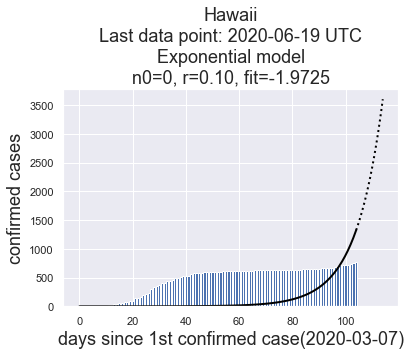 Hawaii
Last data point: 2020-06-19 UTC
Exponential model
n0=0, r=0.10, fit=-1.9725
3500
3000
2500
2000
1500
1000
500
0
confirmed cases
0 20 40 60 80 100
days since 1st confirmed case(2020-03-07)